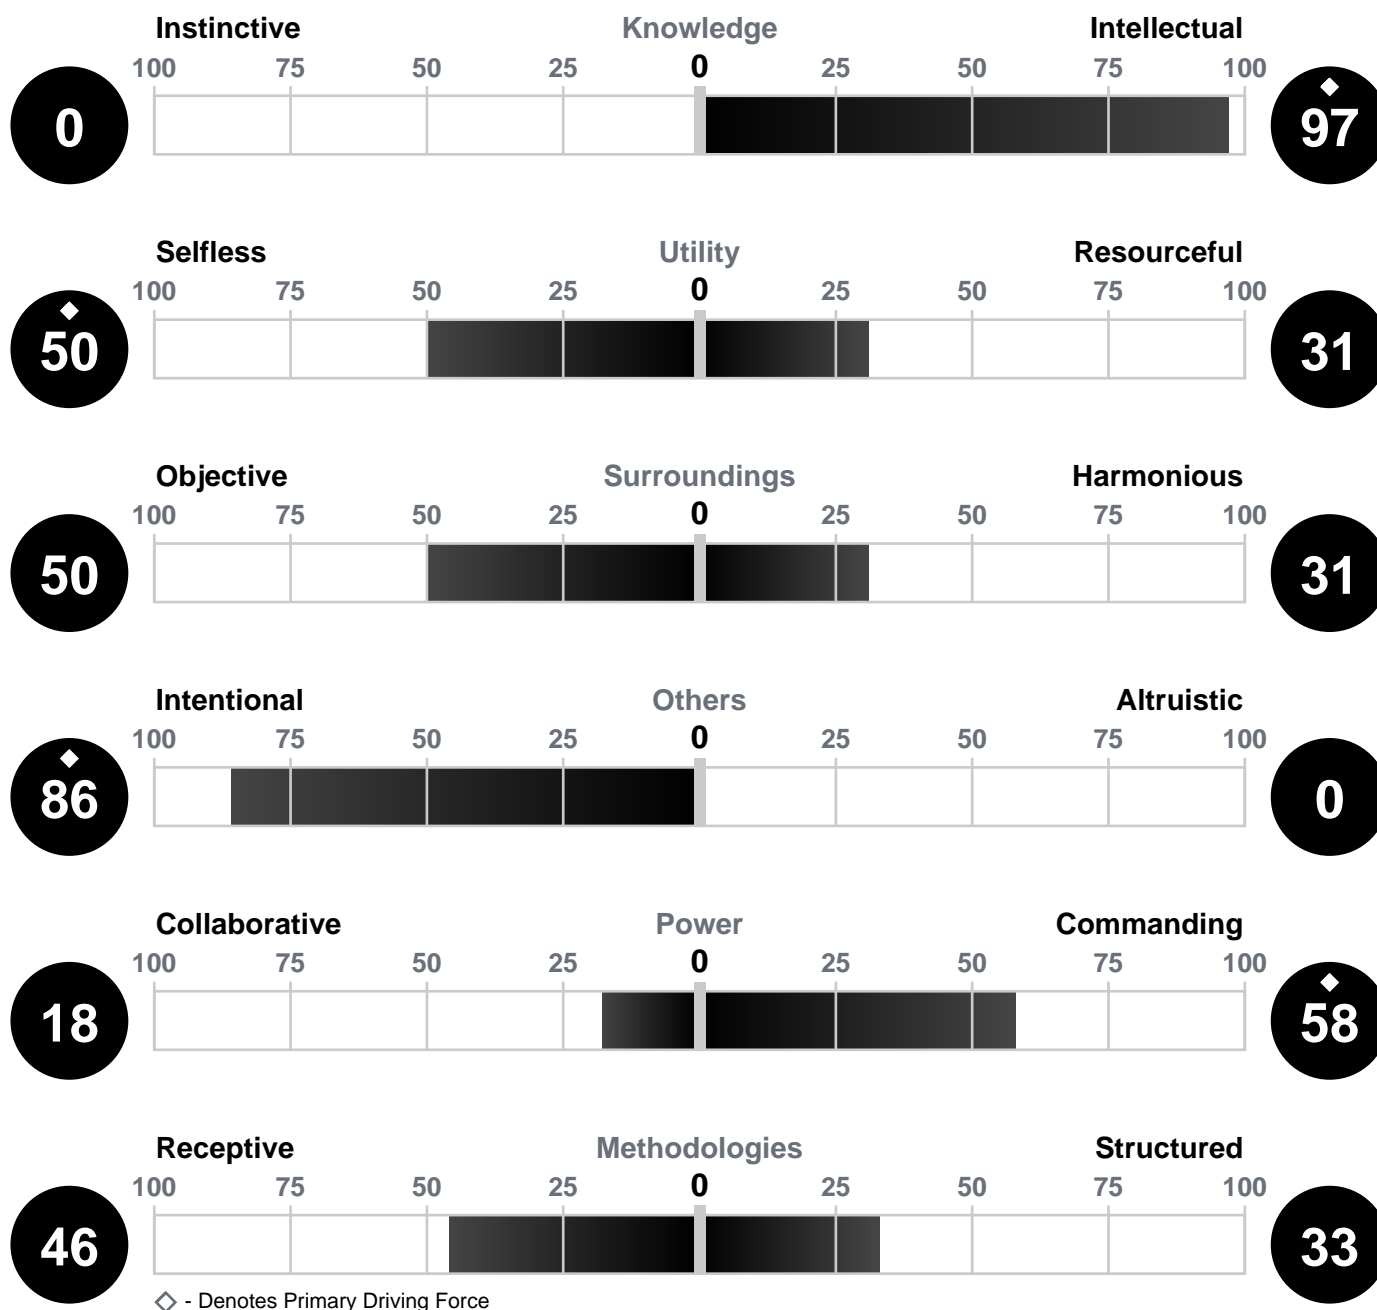 Instinctive Knowledge Intellectual
100 75 50 25 0 25 50 75 100
0 97
Selfless Utility Resourceful
100 75 50 25 0 25 50 75 100
50 31
Objective Surroundings Harmonious
100 75 50 25 0 25 50 75 100
50 31
Intentional Others Altruistic
100 75 50 25 0 25 50 75 100
86 0
Collaborative Power Commanding
100 75 50 25 0 25 50 75 100
18 58
Receptive Methodologies Structured
100 75 50 25 0 25 50 75 100
46 33
- Denotes Primary Driving Force